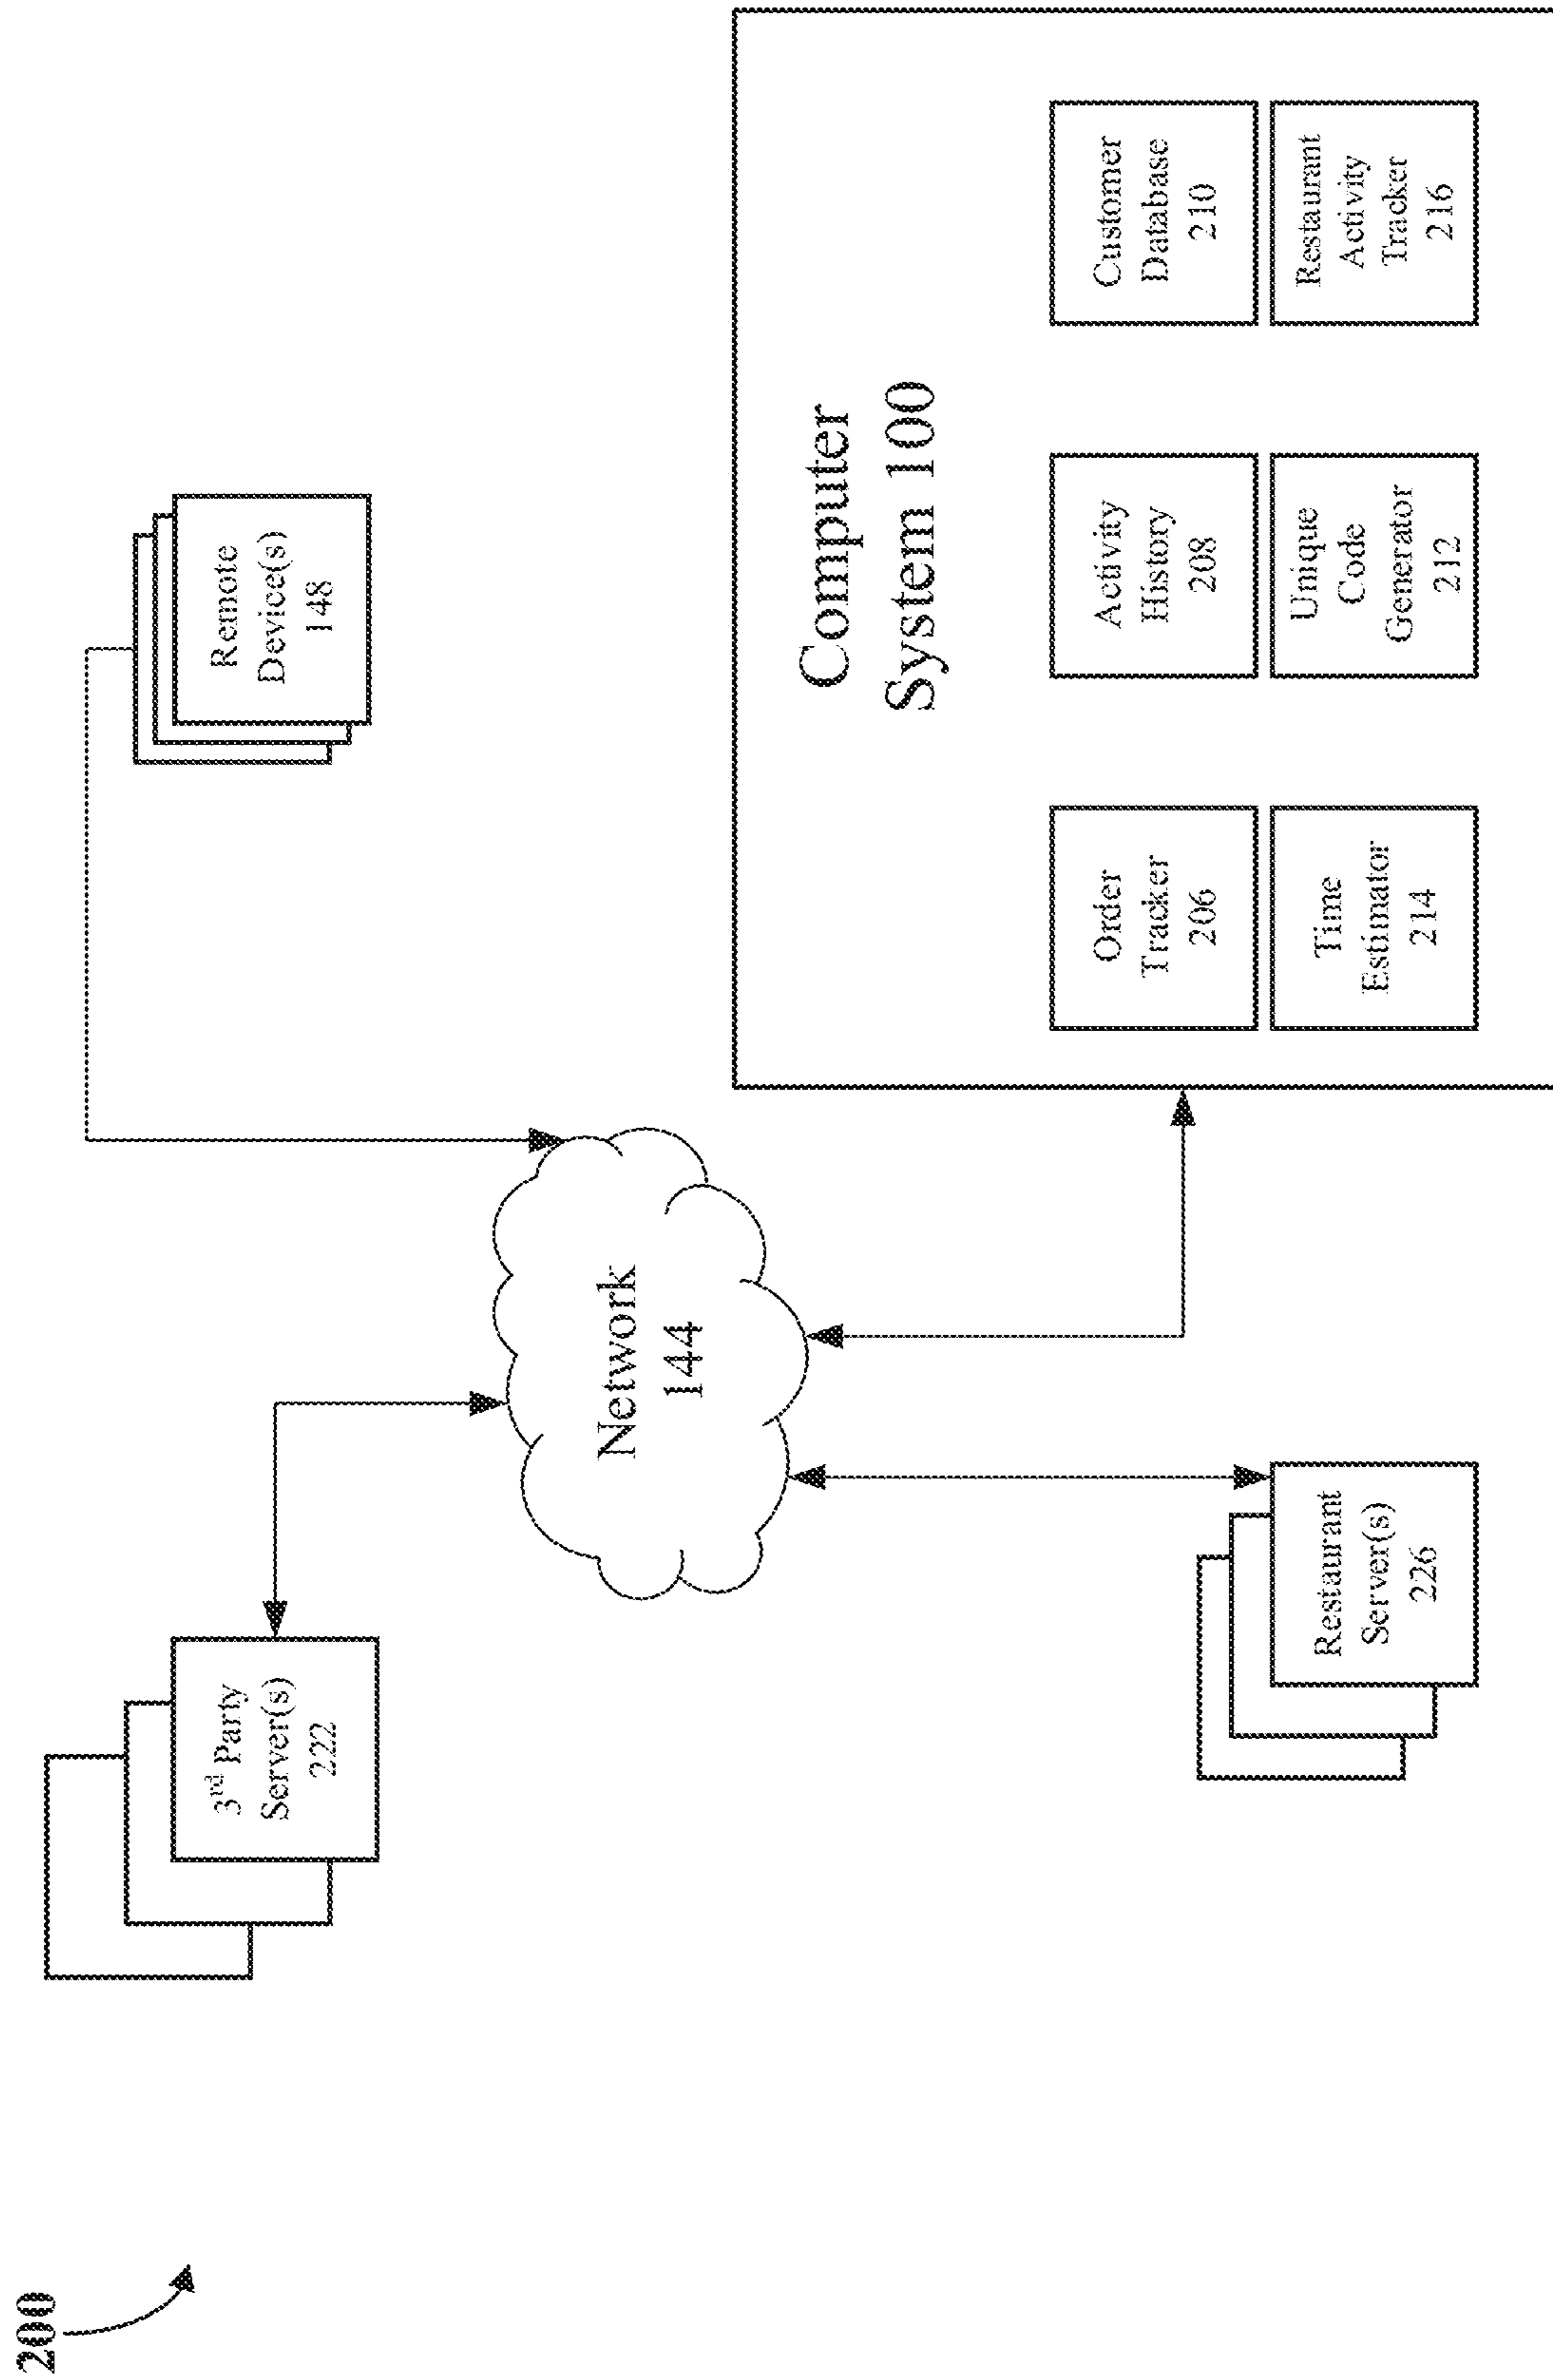 200
3rd Party
Server(s)
222
Remote
Device(s)
148
Network
144
Restaurant
Server(s)
226
Computer
System 100
Order
Tracker
206
Activity
History
208
Customer
Database
210
Time
Estimator
214
Unique
Code
Generator
212
Restaurant
Activity
Tracker
216